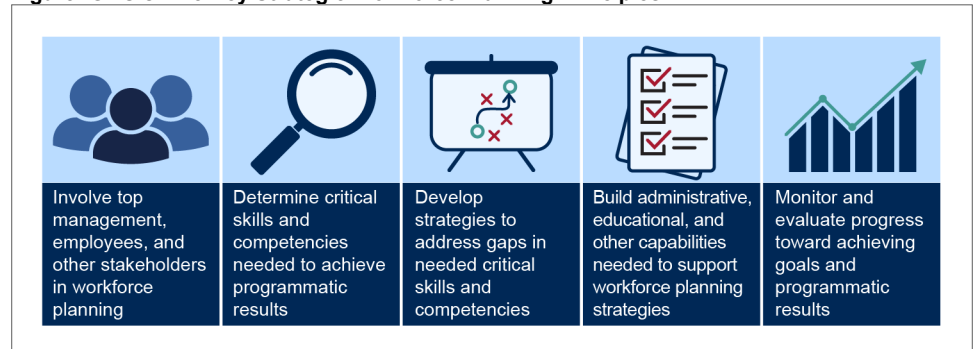 Involve top
management,
employees, and
other stakeholders
in workforce
planning
Determine critical
skills and
competencies
needed to achieve
programmatic
results
Develop
strategies to
address gaps in
needed critical
skills and
competencies
Build administrative,
educational, and
other capabilities
needed to support
workforce planning
strategies
Monitor and
evaluate progress
toward achieving
goals and
programmatic
results